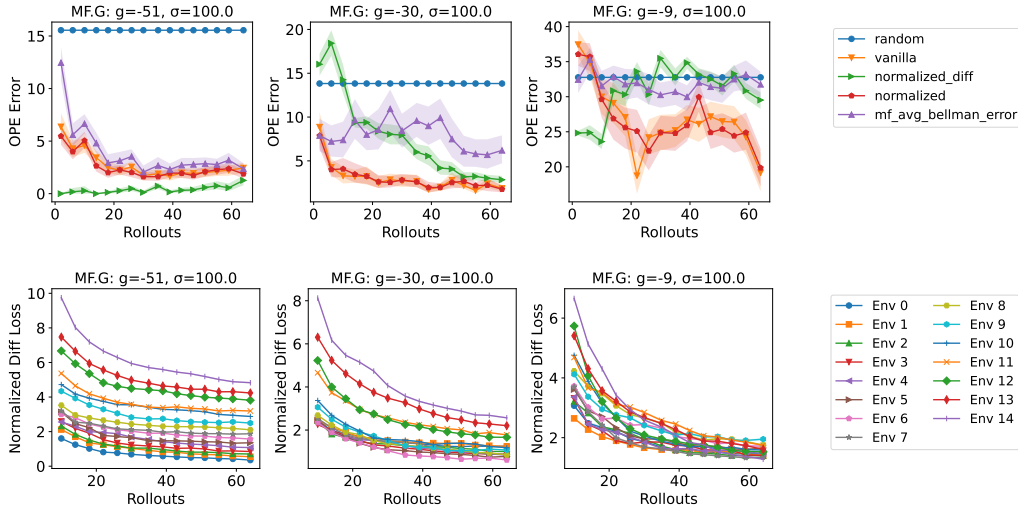 MF.G: g=-51, σ=100.0
MF.G: g=-30, σ=100.0
MF.G: g=-9, σ=100.0
OPE Error
15
10
5
0
20
40
60
Rollouts
OPE Error
20
15
10
5
0
20
40
60
Rollouts
OPE Error
40
35
30
25
20
0
20
40
60
Rollouts
random
vanilla
normalized_diff
normalized
mf_avg_bellman_error
MF.G: g=-51, σ=100.0
MF.G: g=-30, σ=100.0
MF.G: g=-9, σ=100.0
Normalized Diff Loss
10
8
6
4
2
0
20
40
60
Rollouts
Normalized Diff Loss
8
6
4
2
20
40
60
Rollouts
Normalized Diff Loss
6
4
2
20
40
60
Rollouts
Env 0
Env 1
Env 2
Env 3
Env 4
Env 5
Env 6
Env 7
Env 8
Env 9
Env 10
Env 11
Env 12
Env 13
Env 14